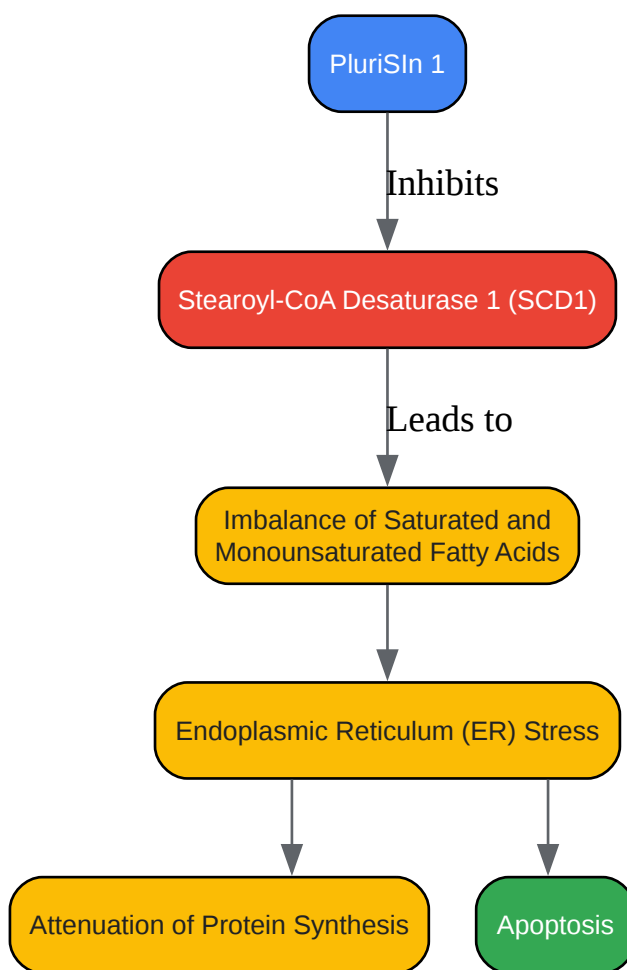 PluriSIn 1
Inhibits
Stearoyl-CoA Desaturase 1 (SCD1)
Leads to
Imbalance of Saturated and
Monounsaturated Fatty Acids
Endoplasmic Reticulum (ER) Stress
Attenuation of Protein Synthesis
Apoptosis